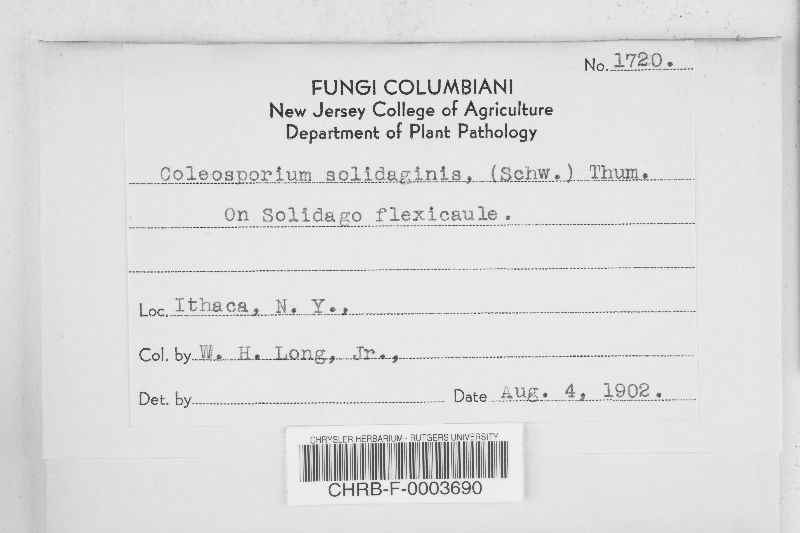 No. 1720.
FUNGI COLUMBIANI
New Jersey College of Agriculture
Department of Plant Pathology
Coleosporium solidaginis, (Schw.) Thum.
On Solidago flexicaule.
Loc. Ithaca, N. Y.,
Col. by W. H. Long, Jr.,
Det. by Date Aug. 4, 1902.
CHRYSLER HERBARIUM - RUTGERS UNIVERSITY
CHRB-F-0003690